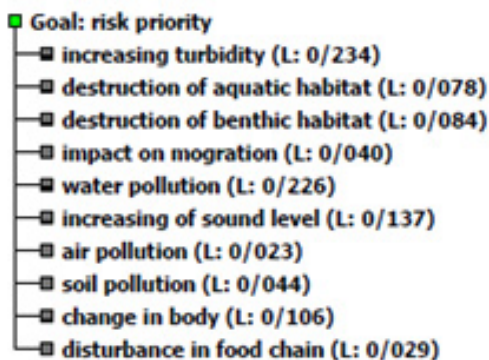 Goal: risk priority
increasing turbidity (L: 0/234)
destruction of aquatic habitat (L: 0/078)
destruction of benthic habitat (L: 0/084)
impact on mogration (L: 0/040)
water pollution (L: 0/226)
increasing of sound level (L: 0/137)
air pollution (L: 0/023)
soil pollution (L: 0/044)
change in body (L: 0/106)
disturbance in food chain (L: 0/029)